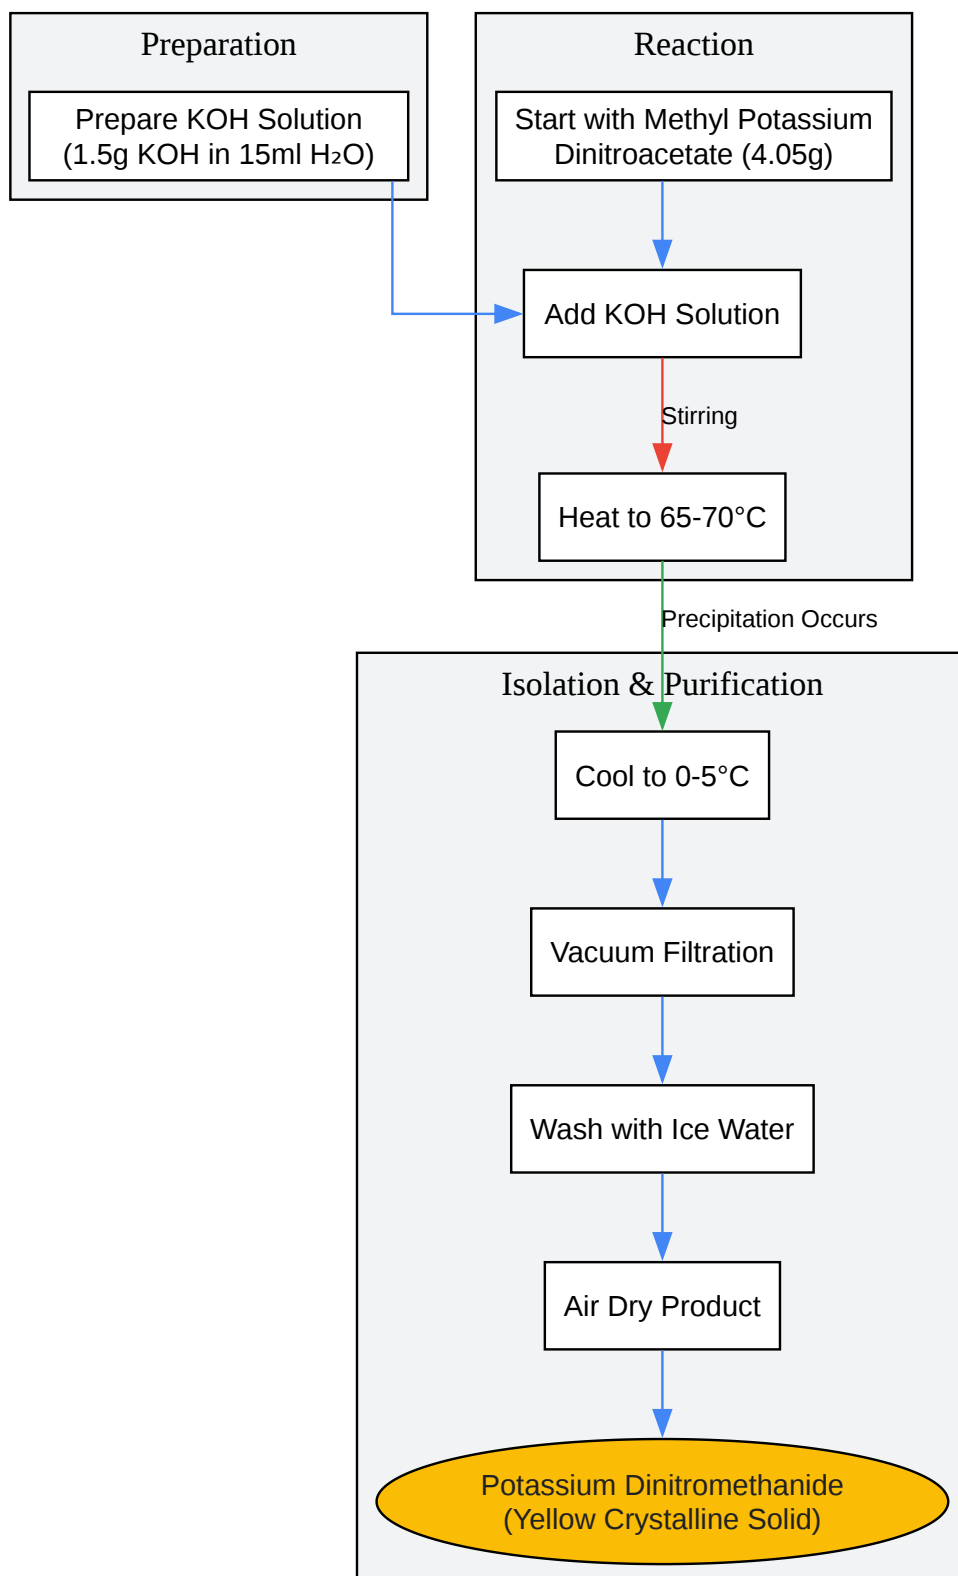 Preparation
Prepare KOH Solution
(1.5g KOH in 15ml H₂O)
Reaction
Start with Methyl Potassium
Dinitroacetate (4.05g)
Add KOH Solution
Stirring
Heat to 65-70°C
Precipitation Occurs
Isolation & Purification
Cool to 0-5°C
Vacuum Filtration
Wash with Ice Water
Air Dry Product
Potassium Dinitromethanide
(Yellow Crystalline Solid)